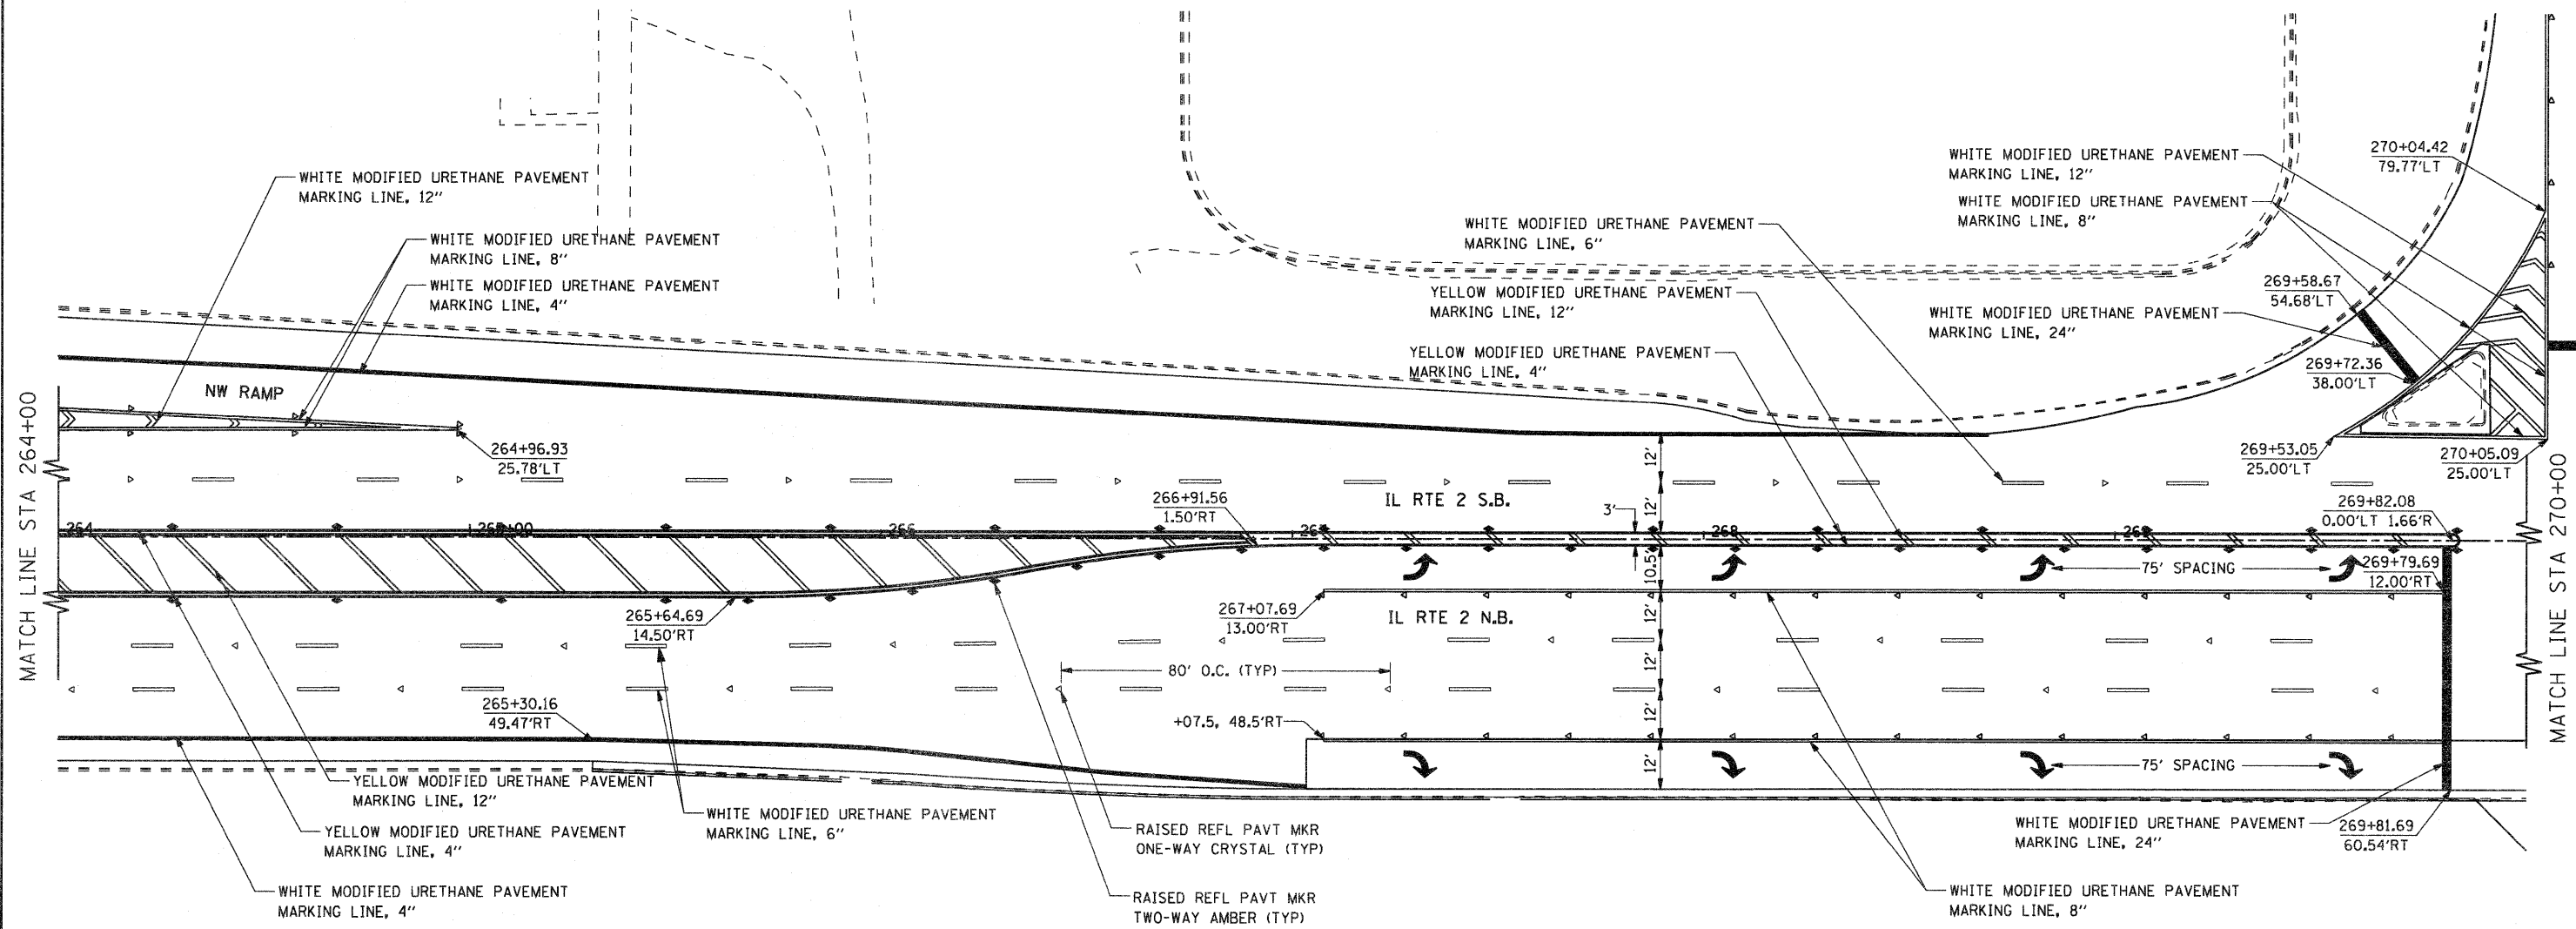 WHITE MODIFIED URETHANE PAVEMENT
MARKING LINE, 12"
WHITE MODIFIED URETHANE PAVEMENT
MARKING LINE, 8"
WHITE MODIFIED URETHANE PAVEMENT
MARKING LINE, 4"
NW RAMP
264+96.93
25.78'LT
MATCH LINE STA 264+00
WHITE MODIFIED URETHANE PAVEMENT
MARKING LINE, 6"
YELLOW MODIFIED URETHANE PAVEMENT
MARKING LINE, 12"
YELLOW MODIFIED URETHANE PAVEMENT
MARKING LINE, 4"
WHITE MODIFIED URETHANE PAVEMENT
MARKING LINE, 12"
WHITE MODIFIED URETHANE PAVEMENT
MARKING LINE, 8"
WHITE MODIFIED URETHANE PAVEMENT
MARKING LINE, 24"
270+04.42
79.77'LT
269+58.67
54.68'LT
269+72.36
38.00'LT
269+53.05
25.00'LT
270+05.09
25.00'LT
269+82.08
0.00'LT 1.66'R
269+79.69
12.00'RT
MATCH LINE STA 270+00
266+91.56
1.50'RT
IL RTE 2 S.B.
12'
12'
3'
10.5'
12'
12'
12'
12'
264
265+00
266
267
268
269
75' SPACING
265+64.69
14.50'RT
267+07.69
13.00'RT
IL RTE 2 N.B.
80' O.C. (TYP)
265+30.16
49.47'RT
+07.5, 48.5'RT
75' SPACING
YELLOW MODIFIED URETHANE PAVEMENT
MARKING LINE, 12"
YELLOW MODIFIED URETHANE PAVEMENT
MARKING LINE, 4"
WHITE MODIFIED URETHANE PAVEMENT
MARKING LINE, 4"
WHITE MODIFIED URETHANE PAVEMENT
MARKING LINE, 6"
RAISED REFL PAVT MKR
ONE-WAY CRYSTAL (TYP)
RAISED REFL PAVT MKR
TWO-WAY AMBER (TYP)
WHITE MODIFIED URETHANE PAVEMENT
MARKING LINE, 24"
269+81.69
60.54'RT
WHITE MODIFIED URETHANE PAVEMENT
MARKING LINE, 8"